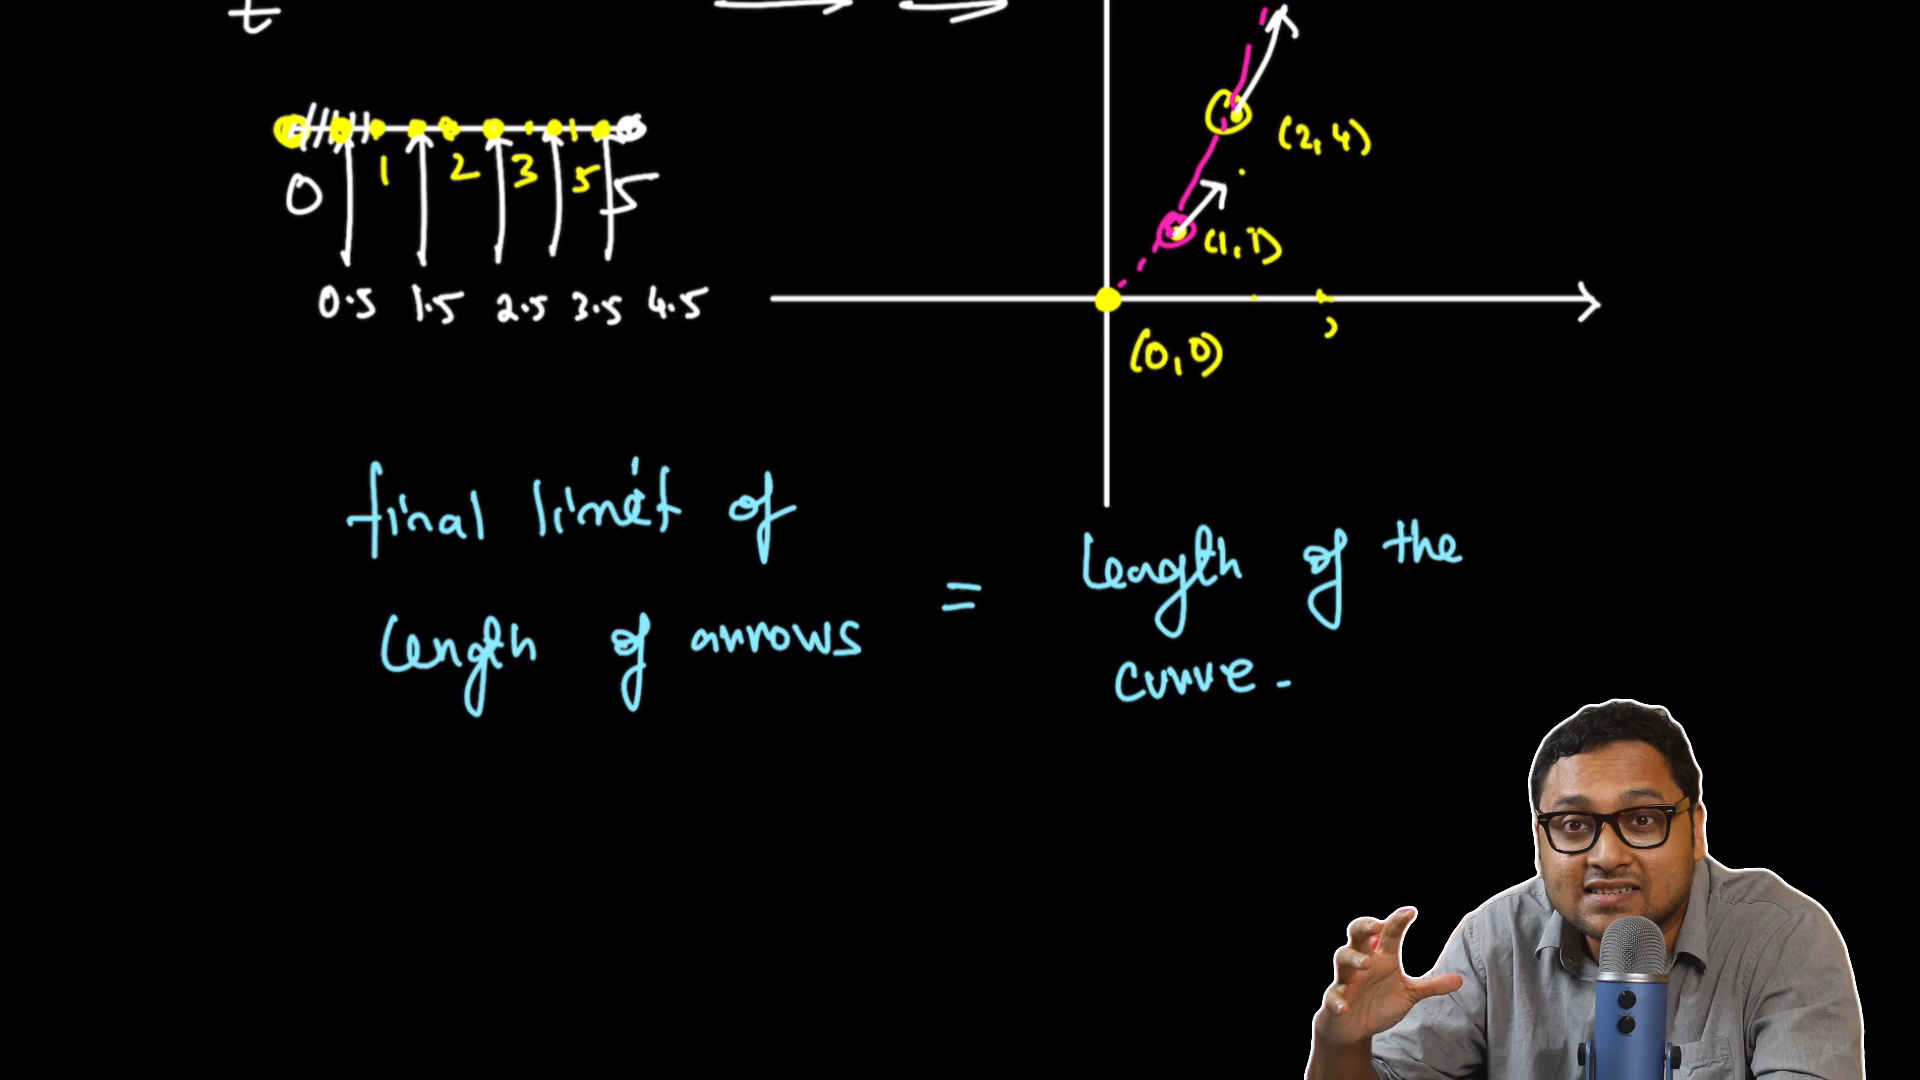 t
(2,4)
1 2 3 5
0 5
(1,1)
0.5 1.5 2.5 3.5 4.5
(0,0)
final limit of
length of arrows
=
length of the
curve.